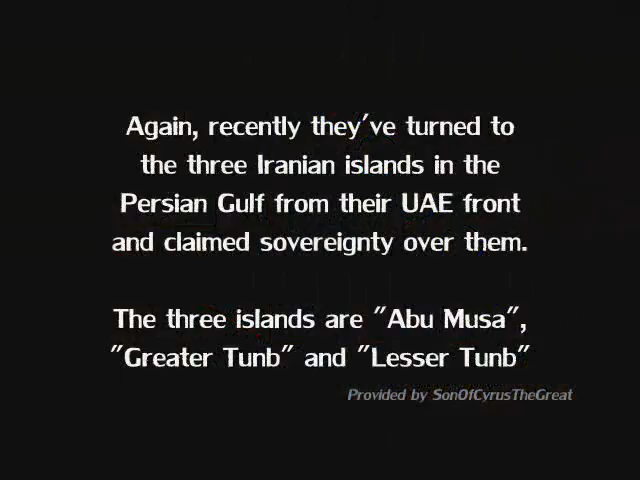 Again, recently they've turned to
the three Iranian islands in the
Persian Gulf from their UAE front
and claimed sovereignty over them.
The three islands are "Abu Musa",
"Greater Tunb" and "Lesser Tunb"
Provided by SonOfCyrusTheGreat